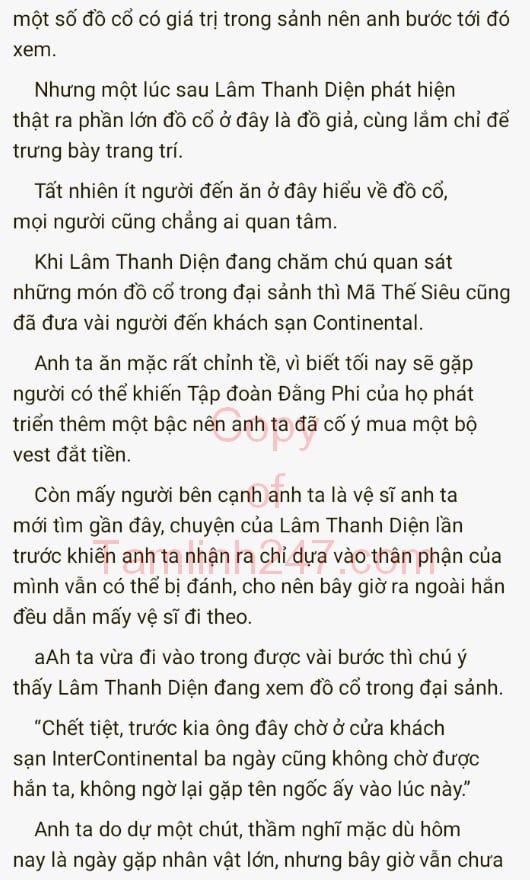 một số đồ cổ có giá trị trong sảnh nên anh bước tới đó
xem.
Nhưng một lúc sau Lâm Thanh Diện phát hiện
thật ra phần lớn đồ cổ ở đây là đồ giả, cùng lắm chỉ để
trưng bày trang trí.
Tất nhiên ít người đến ăn ở đây hiểu về đồ cổ,
mọi người cũng chẳng ai quan tâm.
Khi Lâm Thanh Diện đang chăm chú quan sát
những món đồ cổ trong đại sảnh thì Mã Thế Siêu cũng
đã đưa vài người đến khách sạn Continental.
Anh ta ăn mặc rất chỉnh tề, vì biết tối nay sẽ gặp
người có thể khiến Tập đoàn Đằng Phi của họ phát
triển thêm một bậc nên anh ta đã cố ý mua một bộ
vest đắt tiền.
Copy
of
Tamlinh247.com
Còn mấy người bên cạnh anh ta là vệ sĩ anh ta
mới tìm gần đây, chuyện của Lâm Thanh Diện lần
trước khiến anh ta nhận ra chỉ dựa vào thân phận của
mình vẫn có thể bị đánh, cho nên bây giờ ra ngoài hắn
đều dẫn mấy vệ sĩ đi theo.
aAh ta vừa đi vào trong được vài bước thì chú ý
thấy Lâm Thanh Diện đang xem đồ cổ trong đại sảnh.
“Chết tiệt, trước kia ông đây chờ ở cửa khách
sạn InterContinental ba ngày cũng không chờ được
hắn ta, không ngờ lại gặp tên ngốc ấy vào lúc này.”
Anh ta do dự một chút, thầm nghĩ mặc dù hôm
nay là ngày gặp nhân vật lớn, nhưng bây giờ vẫn chưa